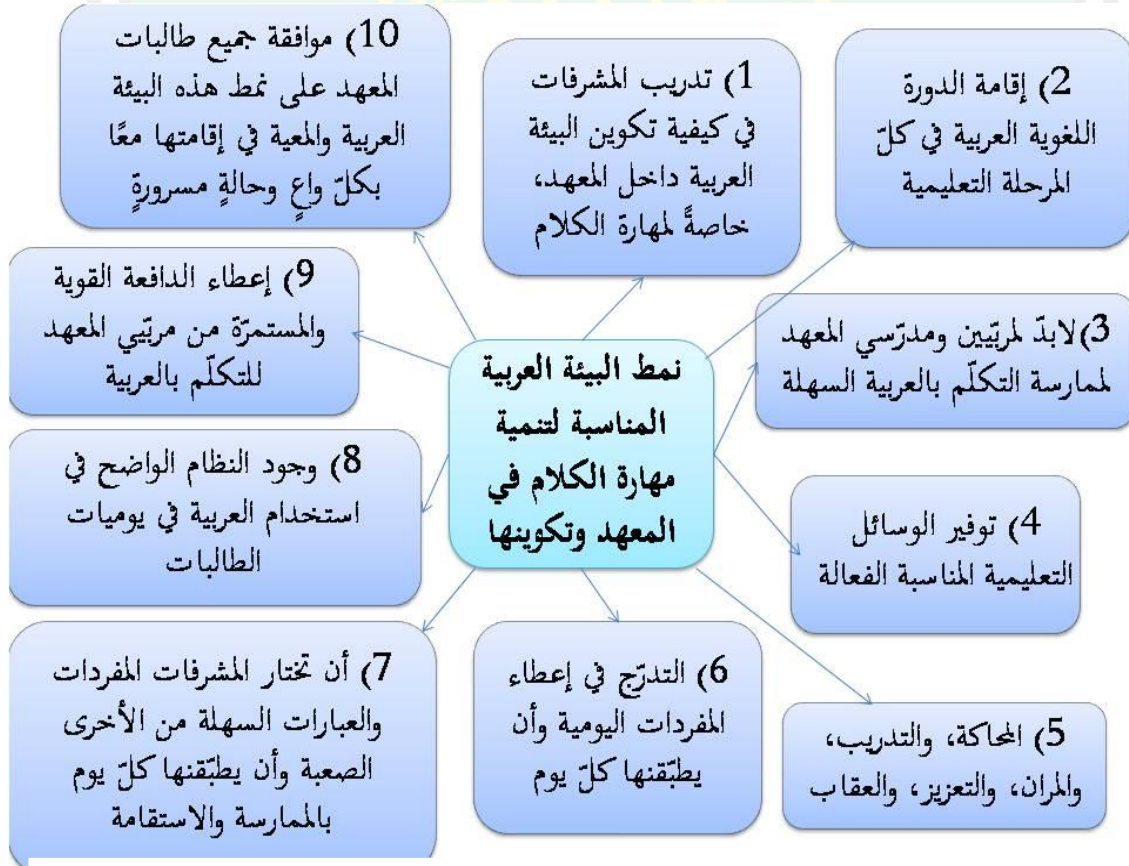 نمط البيئة العربية
المناسبة لتنمية
مهارة الكلام في
المعهد وتكوينها
1) تدريب المشرفات
في كيفية تكوين البيئة
العربية داخل المعهد،
خاصةً لمهارة الكلام
2) إقامة الدورة
اللغوية العربية في كلّ
المرحلة التعليمية
3)لابدّ لمربّيين ومدرّسي المعهد
لممارسة التكلّم بالعربية السهلة
4) توفير الوسائل
التعليمية المناسبة الفعالة
5) المحاكة، والتدريب،
والمران، والتعزيز، والعقاب
6) التدرّج في إعطاء
المفردات اليومية وأن
يطبّقنها كلّ يوم
7) أن تختار المشرفات المفردات
والعبارات السهلة من الأخرى
الصعبة وأن يطبّقنها كلّ يوم
بالممارسة والاستقامة
8) وجود النظام الواضح في
استخدام العربية في يوميات
الطالبات
9) إعطاء الدافعة القوية
والمستمرّة من مربّيي المعهد
للتكلّم بالعربية
10) موافقة جميع طالبات
المعهد على نمط هذه البيئة
العربية والمعية في إقامتها معًا
بكلّ واعٍ وحالةٍ مسرورةٍ